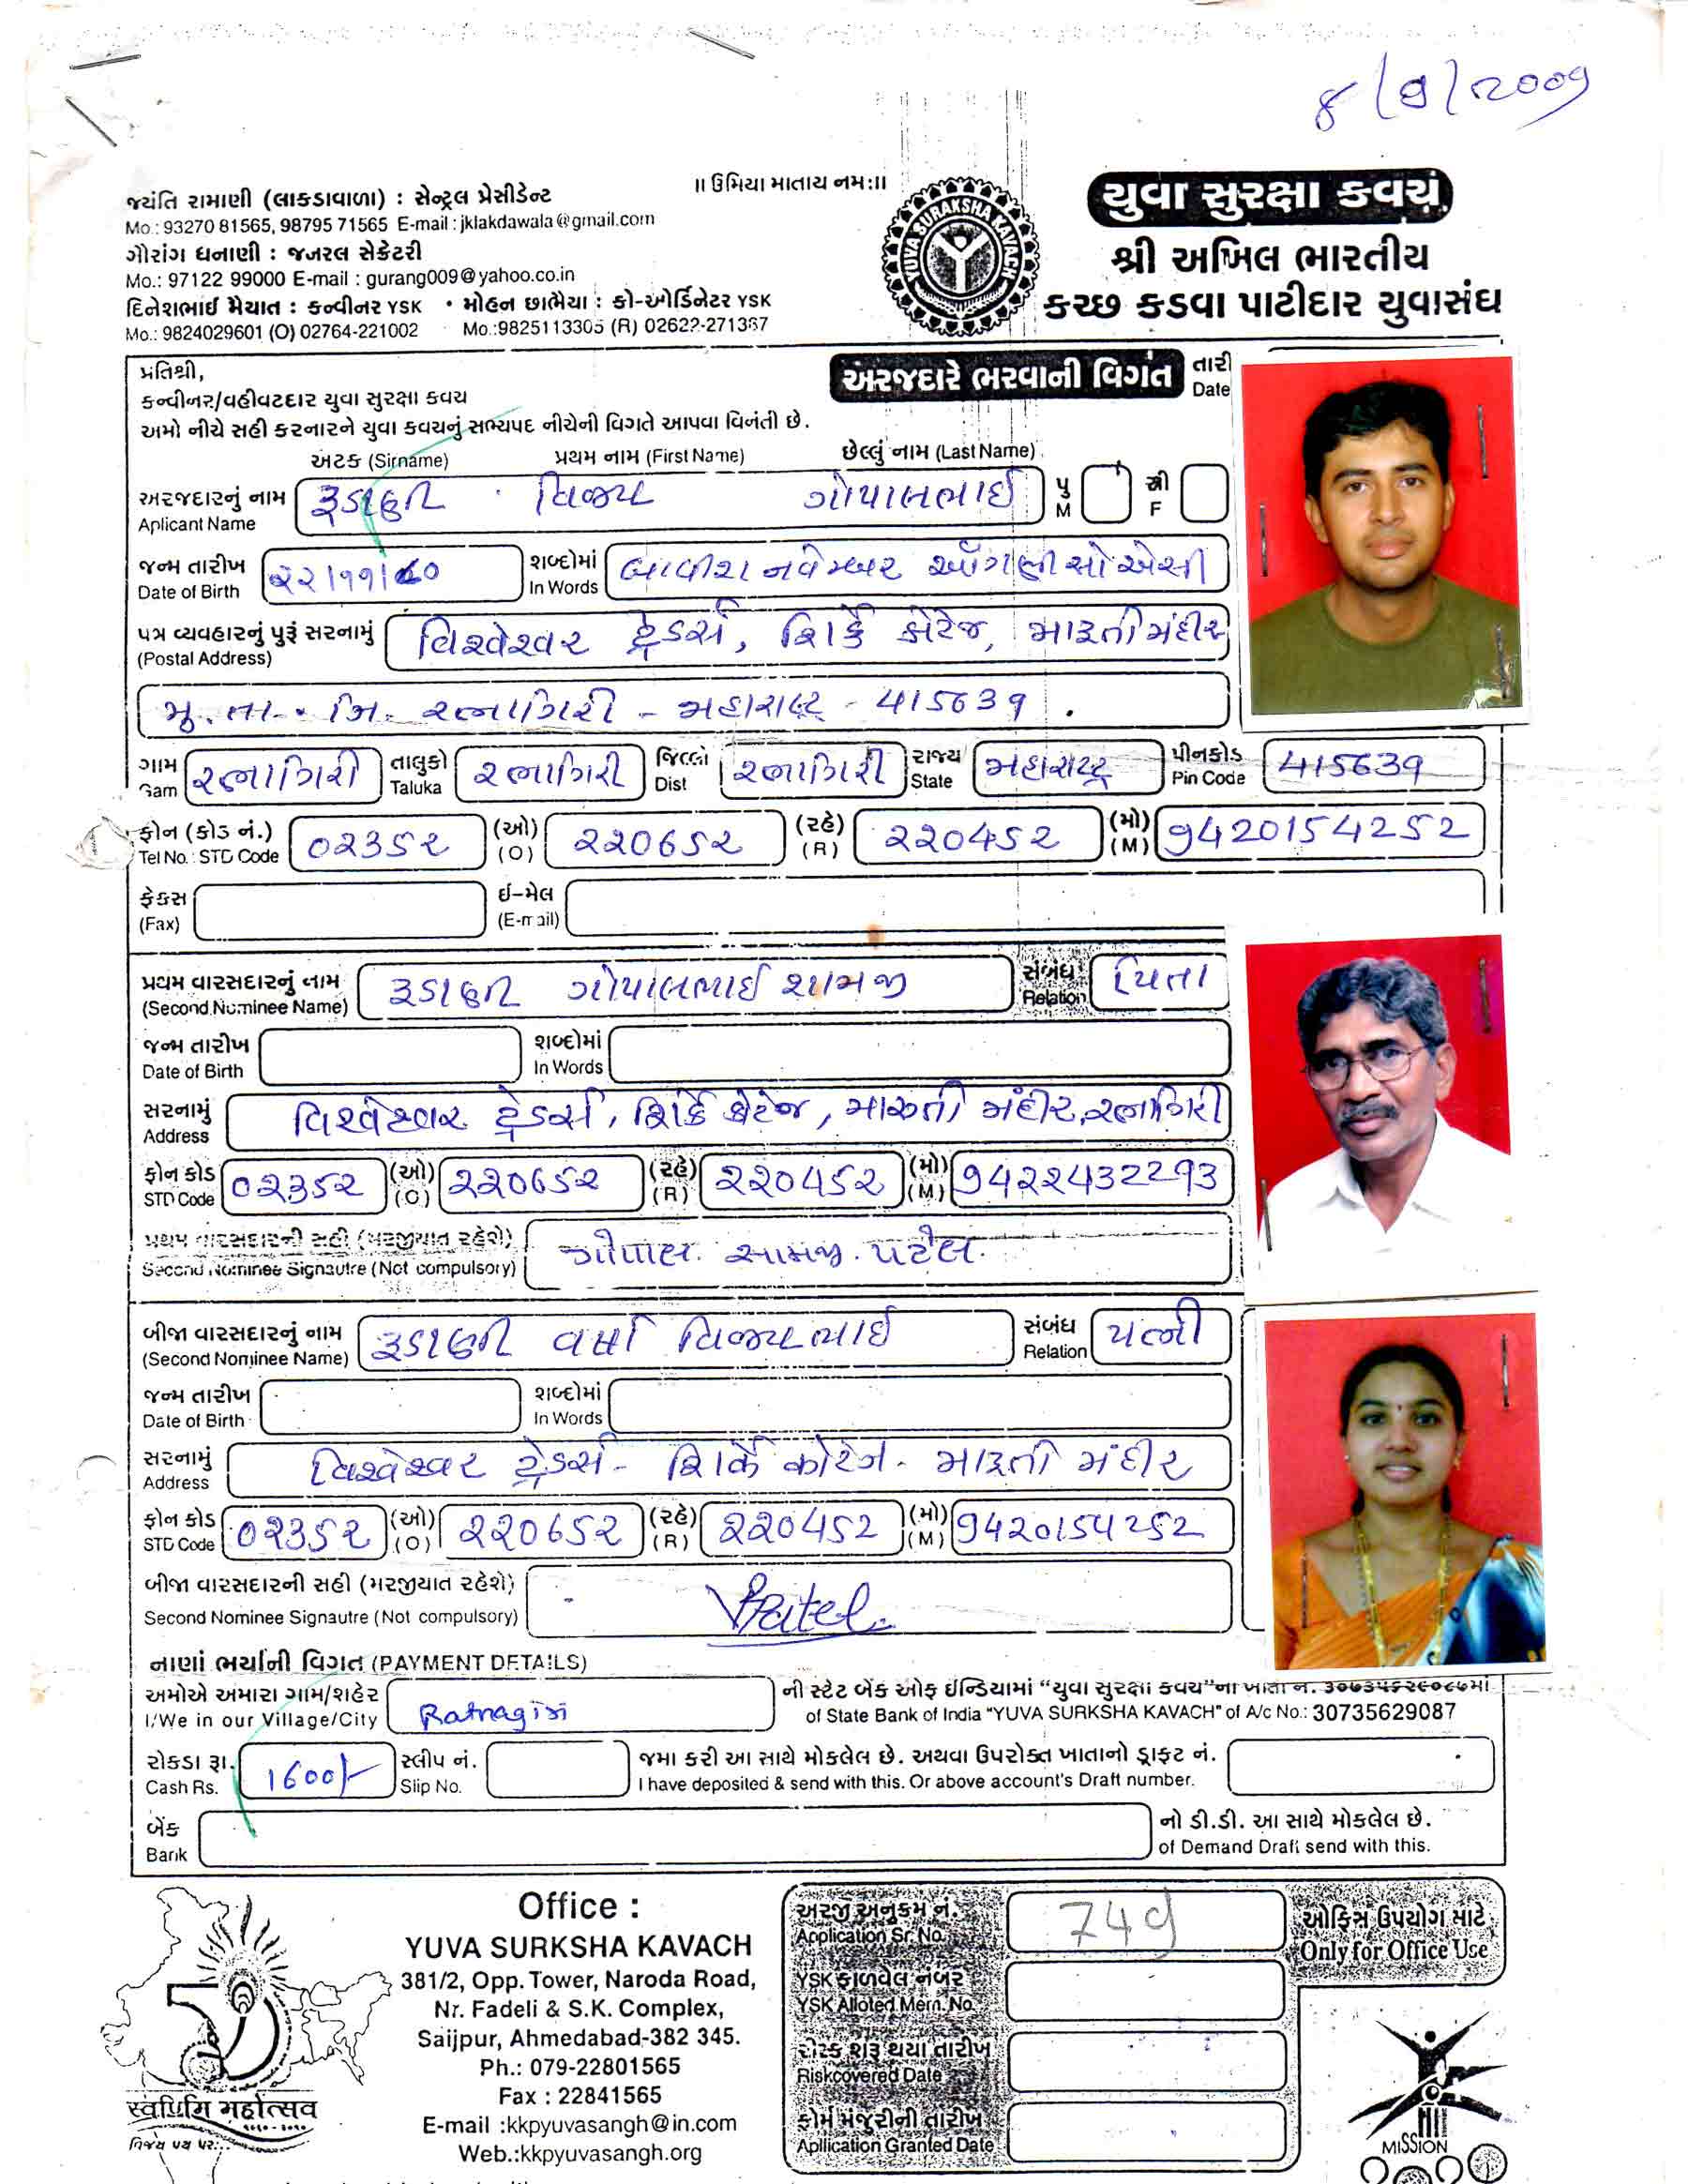 8/9/2009
જયંતિ રામાણી (લાકડાવાળા) : સેન્ટ્રલ પ્રેસીડેન્ટ
Mo.: 93270 81565, 98795 71565 E-mail : jklakdawala@gmail.com
ગૌરાંગ ધનાણી : જનરલ સેક્રેટરી
Mo.: 97122 99000 E-mail : gurang009@yahoo.co.in
દિનેશભાઈ મૈયાત : કન્વીનર YSK • મોહન છાભૈયા : કો-ઓર્ડિનેટર YSK
Mo.: 9824029601 (O) 02764-221002 Mo.:9825113305 (R) 02622-271367
॥ ઉમિયા માતાય નમઃ॥
YUVA SURAKSHA KAVACH
યુવા સુરક્ષા કવચ
શ્રી અખિલ ભારતીય
કચ્છ કડવા પાટીદાર યુવાસંઘ
પ્રતિશ્રી,
કન્વીનર/વહીવટદાર યુવા સુરક્ષા કવચ
અમો નીચે સહી કરનારને યુવા કવચનું સભ્યપદ નીચેની વિગતે આપવા વિનંતી છે.
અરજદારે ભરવાની વિગત
તારી
Date
અટક (Sirname) પ્રથમ નામ (First Name) છેલ્લું નામ (Last Name)
અરજદારનું નામ રૂડાણી વિજય ગોપાલભાઈ પુ સ્ત્રી
Aplicant Name M F
જન્મ તારીખ ૨૨/૧૧/૮૦ શબ્દોમાં બાવીશ નવેમ્બર ઓગણીસો એસી
Date of Birth In Words
પત્ર વ્યવહારનું પુરૂં સરનામું વિશ્વેશ્વર ટ્રેડર્સ, શિર્કે કોટેજ, મારૂતી મંદીર
(Postal Address)
મુ. તા. જિ. રત્નાગિરી - મહારાષ્ટ્ર - 415639.
ગામ રત્નાગિરી તાલુકો રત્નાગિરી જિલ્લો રત્નાગિરી રાજ્ય મહારાષ્ટ્ર પીનકોડ 415639
Gam Taluka Dist State Pin Code
ફોન (કોડ નં.) 02352 (ઓ) 220652 (રહે) 220452 (મો) 9420154252
Tel No. : STD Code (O) (R) (M)
ફેકસ ઈ-મેલ
(Fax) (E-mail)
પ્રથમ વારસદારનું નામ રૂડાણી ગોપાલભાઈ શામજી સંબંધ પિતા
(Second Nominee Name) Relation
જન્મ તારીખ શબ્દોમાં
Date of Birth In Words
સરનામું વિશ્વેશ્વર ટ્રેડર્સ, શિર્કે કોટેજ, મારુતી મંદીર, રત્નાગિરી
Address
ફોન કોડ 02352 (ઓ) 220652 (રહે) 220452 (મો) 9422432293
STD Code (O) (R) (M)
પ્રથમ વારસદારની સહી (મરજીયાત રહેશે) ગોપાલ સામજી પટેલ.
Second Nominee Signautre (Not compulsory)
બીજા વારસદારનું નામ રૂડાણી વર્ષા વિજયભાઈ સંબંધ પત્ની
(Second Nominee Name) Relation
જન્મ તારીખ શબ્દોમાં
Date of Birth In Words
સરનામું વિશ્વેશ્વર ટ્રેડર્સ - શિર્કે કોટેજ - મારૂતી મંદીર
Address
ફોન કોડ 02352 (ઓ) 220652 (રહે) 220452 (મો) 9420154252
STD Code (O) (R) (M)
બીજા વારસદારની સહી (મરજીયાત રહેશે) VPatel
Second Nominee Signautre (Not compulsory)
નાણાં ભર્યાની વિગત (PAYMENT DETAILS)
અમોએ અમારા ગામ/શહેર Ratnagiri ની સ્ટેટ બેંક ઓફ ઈન્ડિયામાં “યુવા સુરક્ષા કવચ”ના ખાતા નં. ૩૦૭૩૫૬૨૯૦૮૭માં
I/We in our Village/City of State Bank of India "YUVA SURKSHA KAVACH" of A/c No.: 30735629087
રોકડા રૂા. 1600/- સ્લીપ નં. જમા કરી આ સાથે મોકલેલ છે. અથવા ઉપરોક્ત ખાતાનો ડ્રાફ્ટ નં.
Cash Rs. Slip No. I have deposited & send with this. Or above account's Draft number.
બેંક નો ડી.ડી. આ સાથે મોકલેલ છે.
Bank of Demand Draft send with this.
Office :
YUVA SURKSHA KAVACH
381/2, Opp. Tower, Naroda Road,
Nr. Fadeli & S.K. Complex,
Saijpur, Ahmedabad-382 345.
Ph.: 079-22801565
Fax : 22841565
E-mail :kkpyuvasangh@in.com
Web.:kkpyuvasangh.org
અરજી અનુક્રમ નં. 749
Application Sr. No.
YSK ફાળવેલ નંબર
YSK Alloted Mem. No.
રીસ્ક શરૂ થયા તારીખ
Riskcovered Date
ફોર્મ મંજુરીની તારીખ
Apllication Granted Date
ઓફિસ ઉપયોગ માટે
Only for Office Use
स्वर्णिम महोत्सव
MISSION